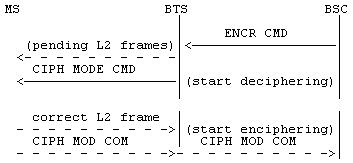 MS BTS BSC
ENCR CMD
(pending L2 frames)
CIPH MODE CMD
(start deciphering)
correct L2 frame
(start enciphering)
CIPH MOD COM CIPH MOD COM